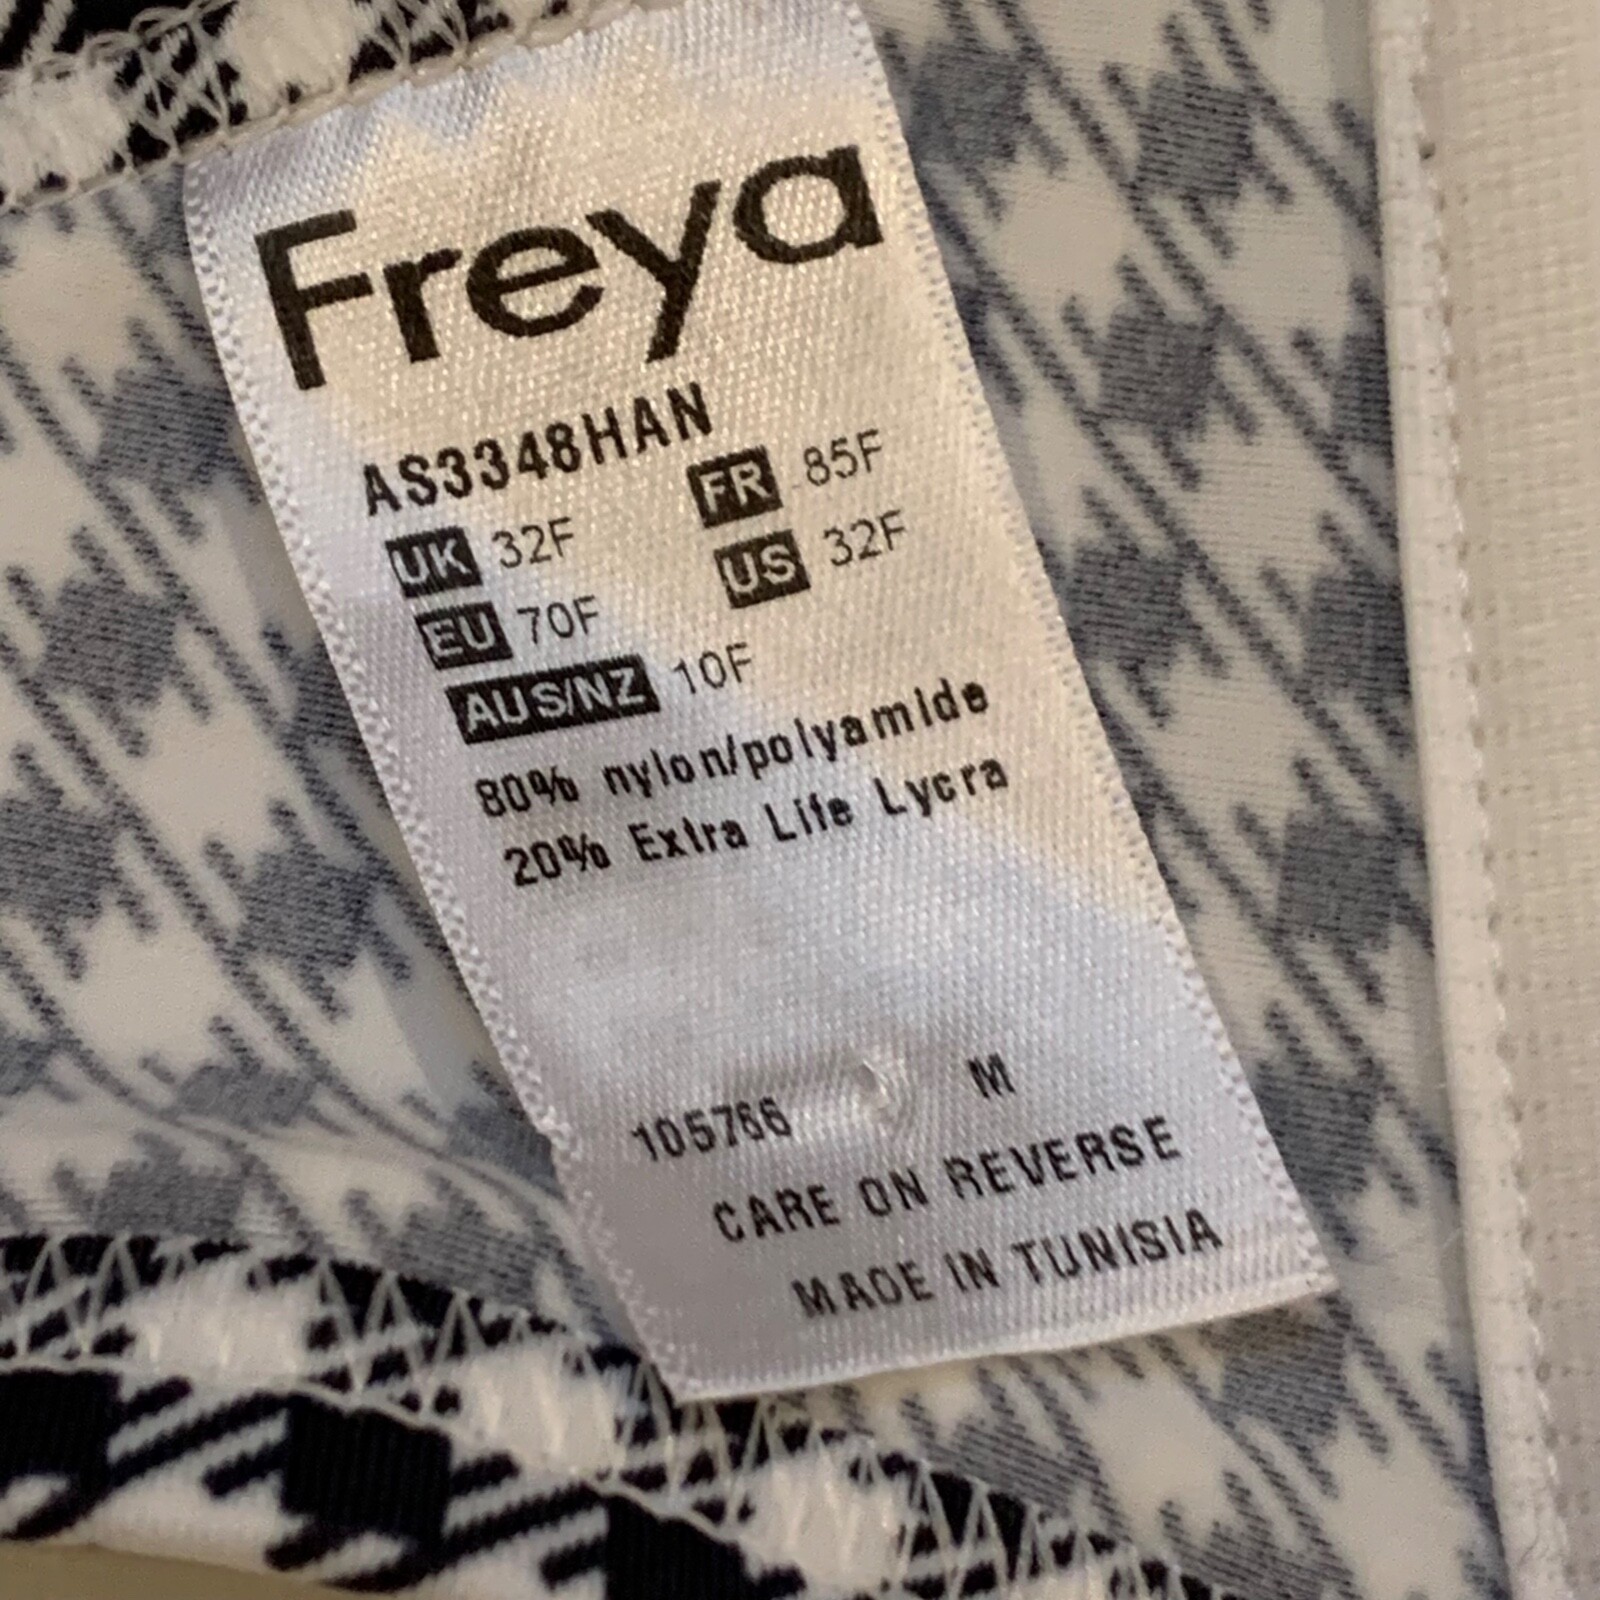 Freya
AS3348HAN
UK 32F FR 85F
EU 70F US 32F
AUS/NZ 10F
80% nylon/polyamide
20% Extra Life Lycra
105766 M
CARE ON REVERSE
MADE IN TUNISIA